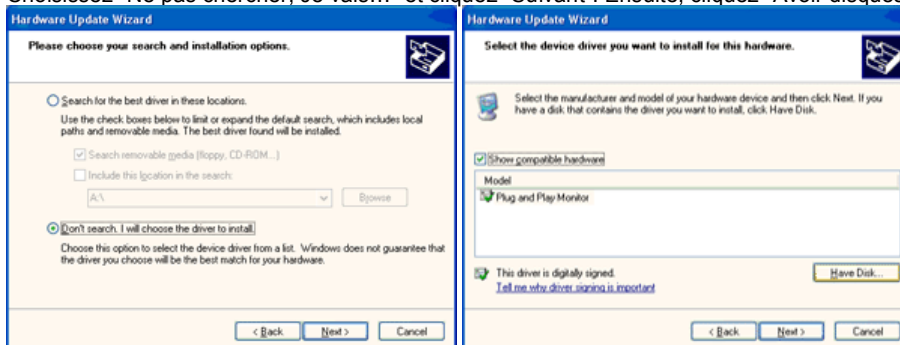 Hardware Update Wizard
Please choose your search and installation options.
Search for the best driver in these locations.
Use the check boxes below to limit or expand the default search, which includes local
paths and removable media. The best driver found will be installed.
Search removable media (floppy, CD-ROM...)
Include this location in the search:
A:\
Browse
Don't search. I will choose the driver to install.
Choose this option to select the device driver from a list. Windows does not guarantee that
the driver you choose will be the best match for your hardware.
< Back
Next >
Cancel
Hardware Update Wizard
Select the device driver you want to install for this hardware.
Select the manufacturer and model of your hardware device and then click Next. If you
have a disk that contains the driver you want to install, click Have Disk.
Show compatible hardware
Model
Plug and Play Monitor
This driver is digitally signed.
Tell me why driver signing is important
Have Disk...
< Back
Next >
Cancel